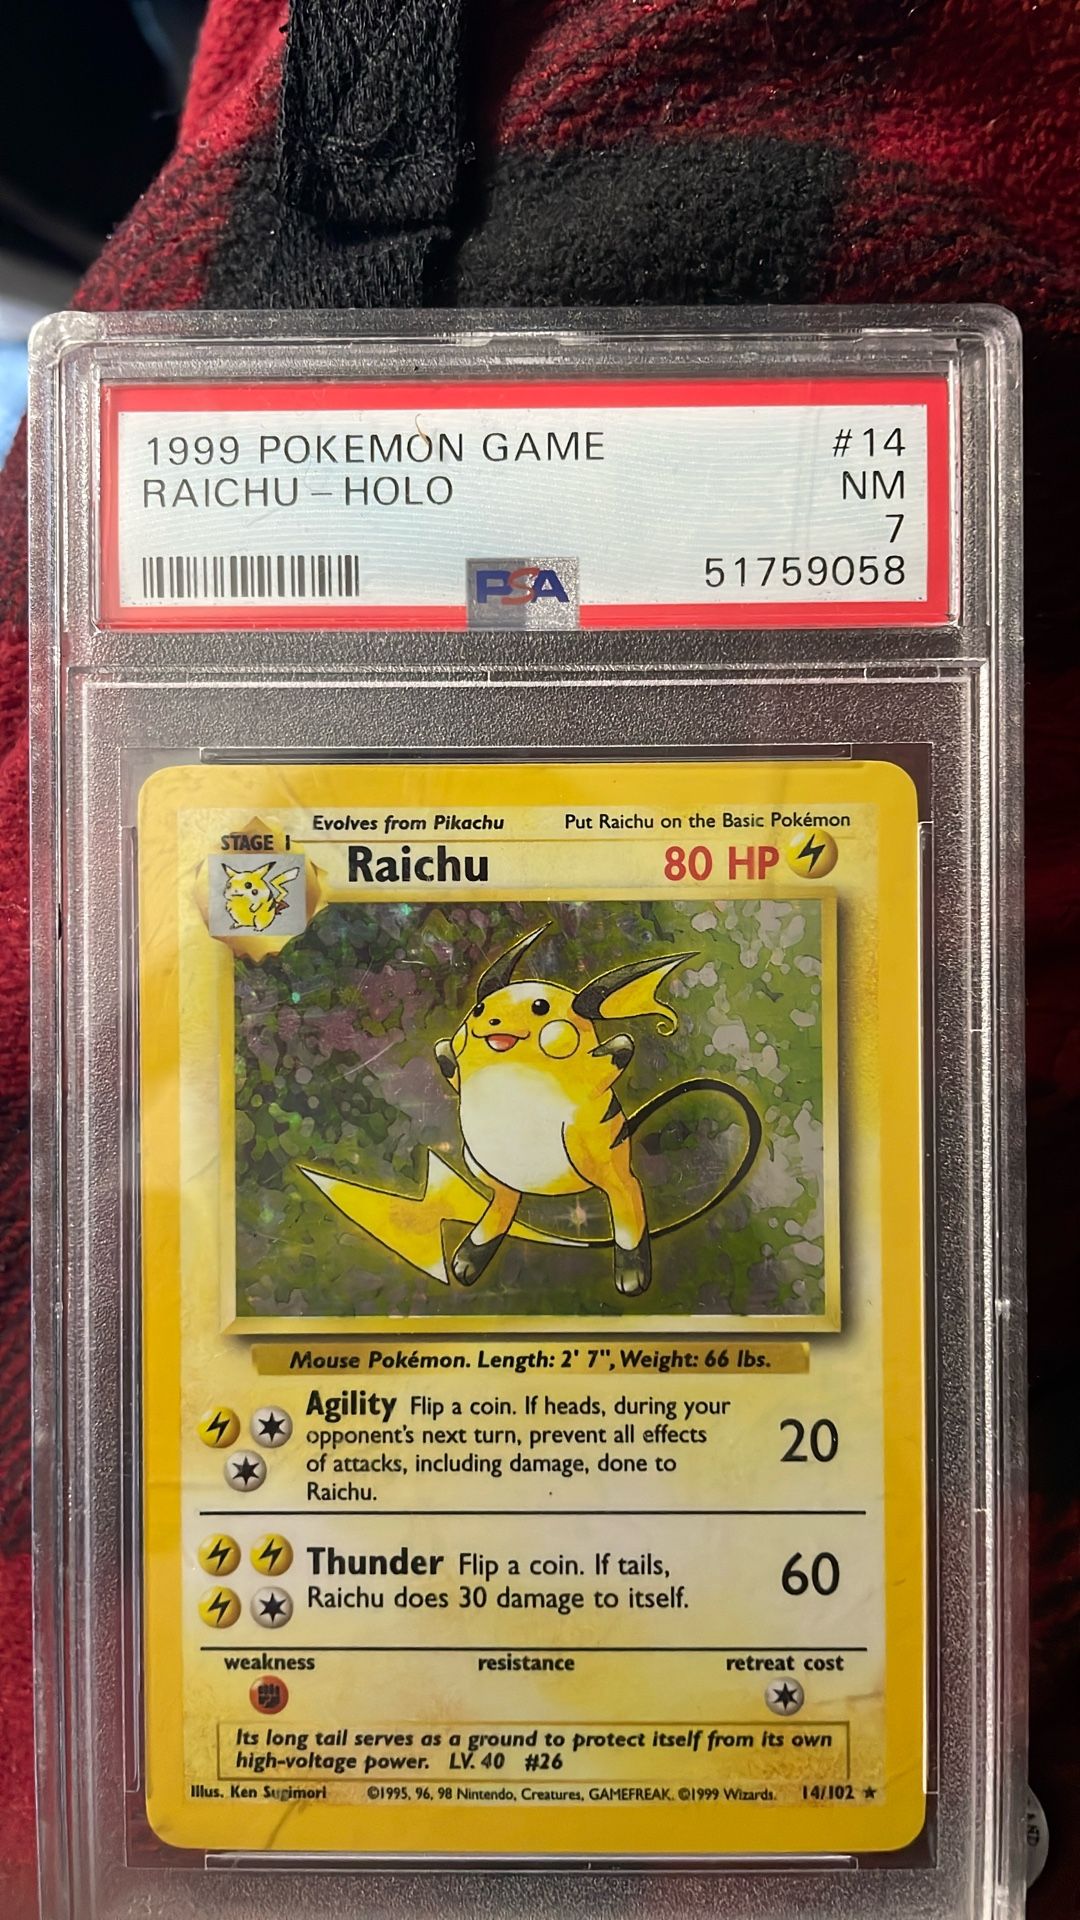 1999 POKEMON GAME #14
RAICHU – HOLO NM
7
PSA 51759058
Evolves from Pikachu Put Raichu on the Basic Pokémon
STAGE 1
Raichu 80 HP
Mouse Pokémon. Length: 2' 7", Weight: 66 lbs.
Agility Flip a coin. If heads, during your
opponent's next turn, prevent all effects
of attacks, including damage, done to
Raichu.
20
Thunder Flip a coin. If tails,
Raichu does 30 damage to itself.
60
weakness resistance retreat cost
Its long tail serves as a ground to protect itself from its own
high-voltage power. LV. 40 #26
Illus. Ken Sugimori ©1995, 96, 98 Nintendo, Creatures, GAMEFREAK. ©1999 Wizards. 14/102 ★